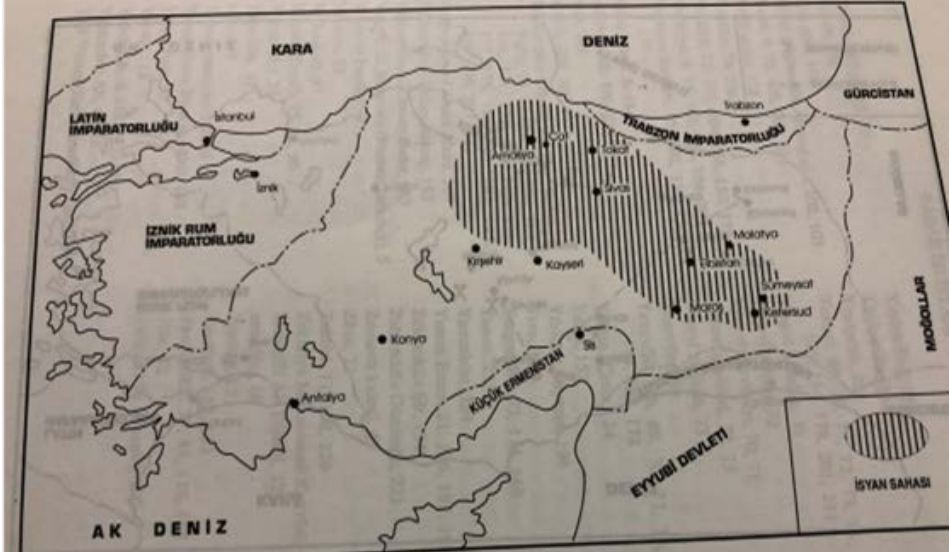 KARA
DENİZ
GÜRCİSTAN
LATİN
İMPARATORLUĞU
İstanbul
Trabzon
TRABZON İMPARATORLUĞU
Amasya
Çat
Tokat
İznik
Sivas
İZNİK RUM
İMPARATORLUĞU
Malatya
Kırşehir
Kayseri
Elbistan
Sümeysat
Maraş
Kefersud
MOĞOLLAR
Konya
Sis
KÜÇÜK ERMENİSTAN
Antalya
EYYUBİ DEVLETİ
İSYAN SAHASI
AK DENİZ